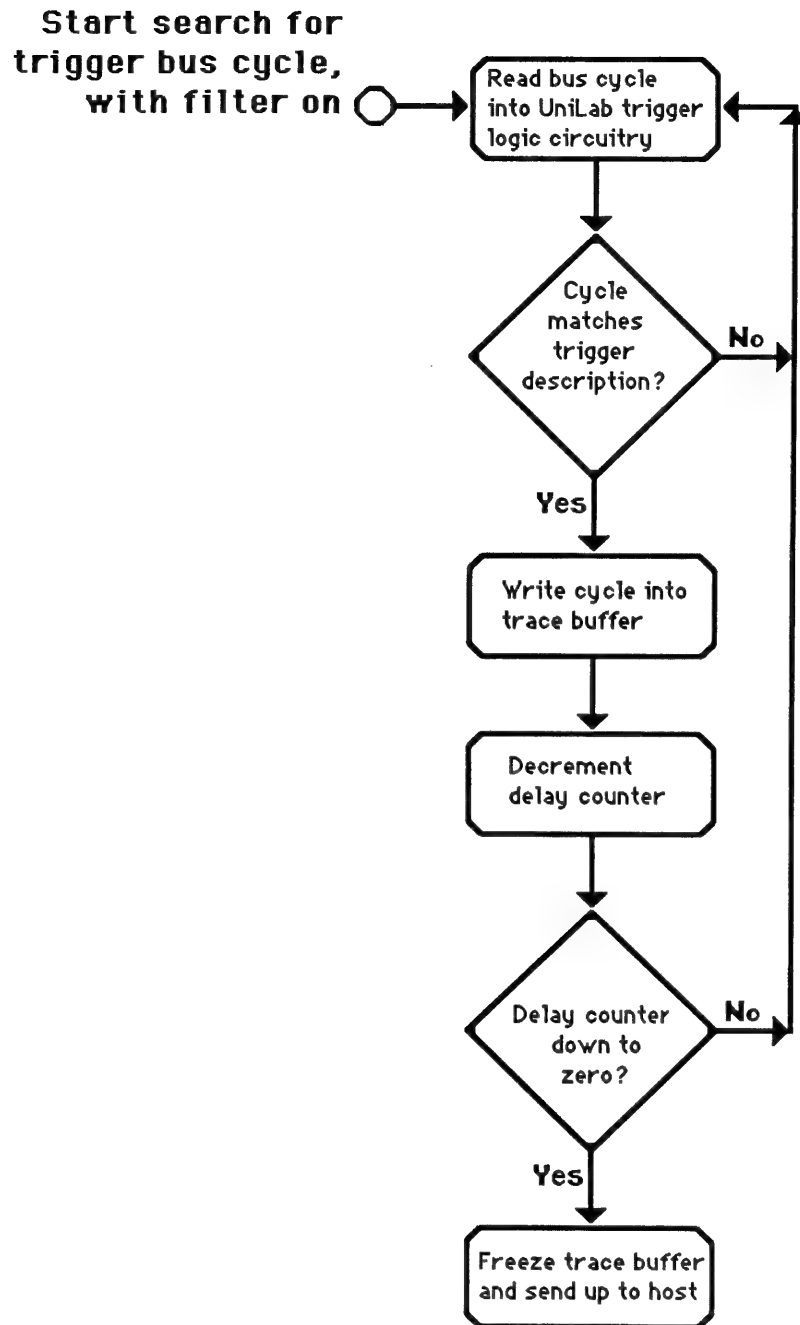 Start search for
trigger bus cycle,
with filter on
Read bus cycle
into UniLab trigger
logic circuitry
Cycle
matches
trigger
description?
No
Yes
Write cycle into
trace buffer
Decrement
delay counter
Delay counter
down to
zero?
No
Yes
Freeze trace buffer
and send up to host